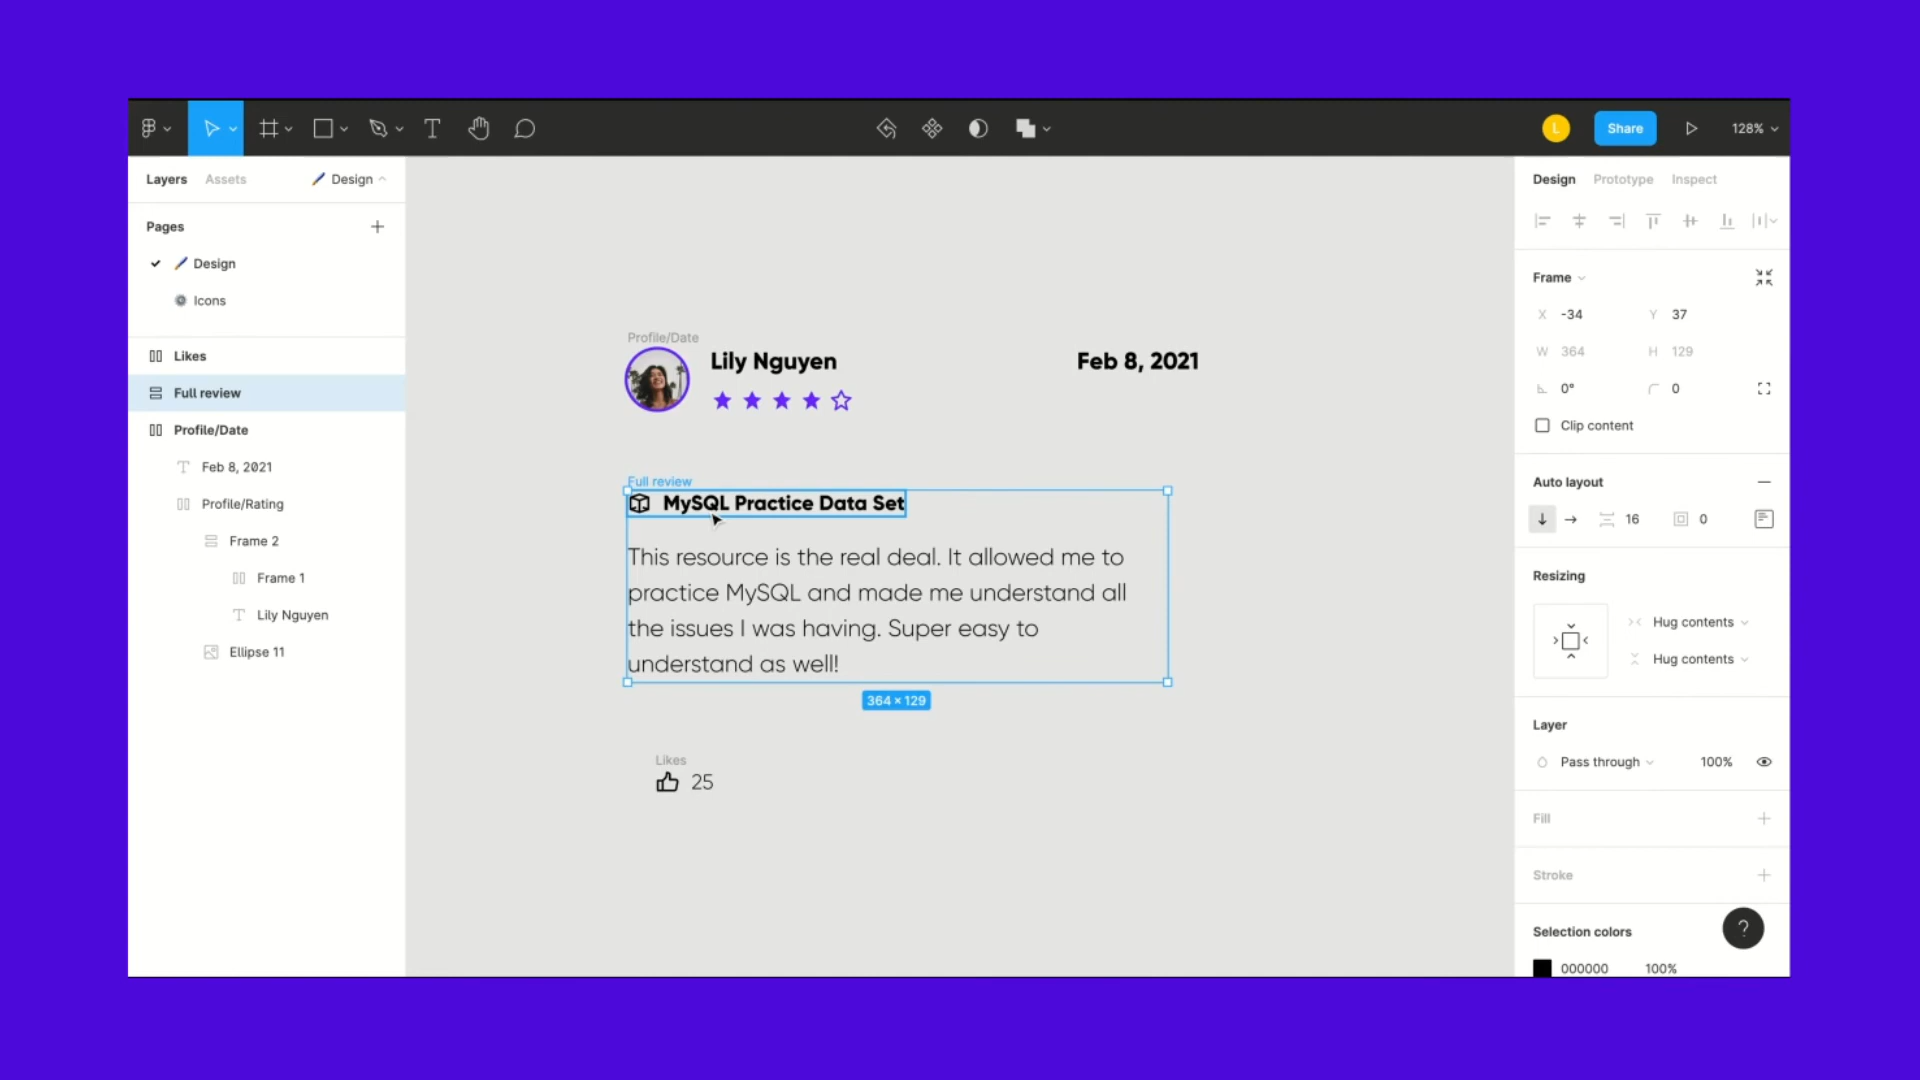 L
Share
128%
Layers
Assets
Design
Pages
Design
Icons
Likes
Full review
Profile/Date
Feb 8, 2021
Profile/Rating
Frame 2
Frame 1
Lily Nguyen
Ellipse 11
Profile/Date
Lily Nguyen
Feb 8, 2021
Full review
MySQL Practice Data Set
This resource is the real deal. It allowed me to
practice MySQL and made me understand all
the issues I was having. Super easy to
understand as well!
364 × 129
Likes
25
Design
Prototype
Inspect
Frame
X -34
Y 37
W 364
H 129
0°
0
Clip content
Auto layout
16
0
Resizing
Hug contents
Hug contents
Layer
Pass through
100%
Fill
Stroke
Selection colors
?
000000
100%